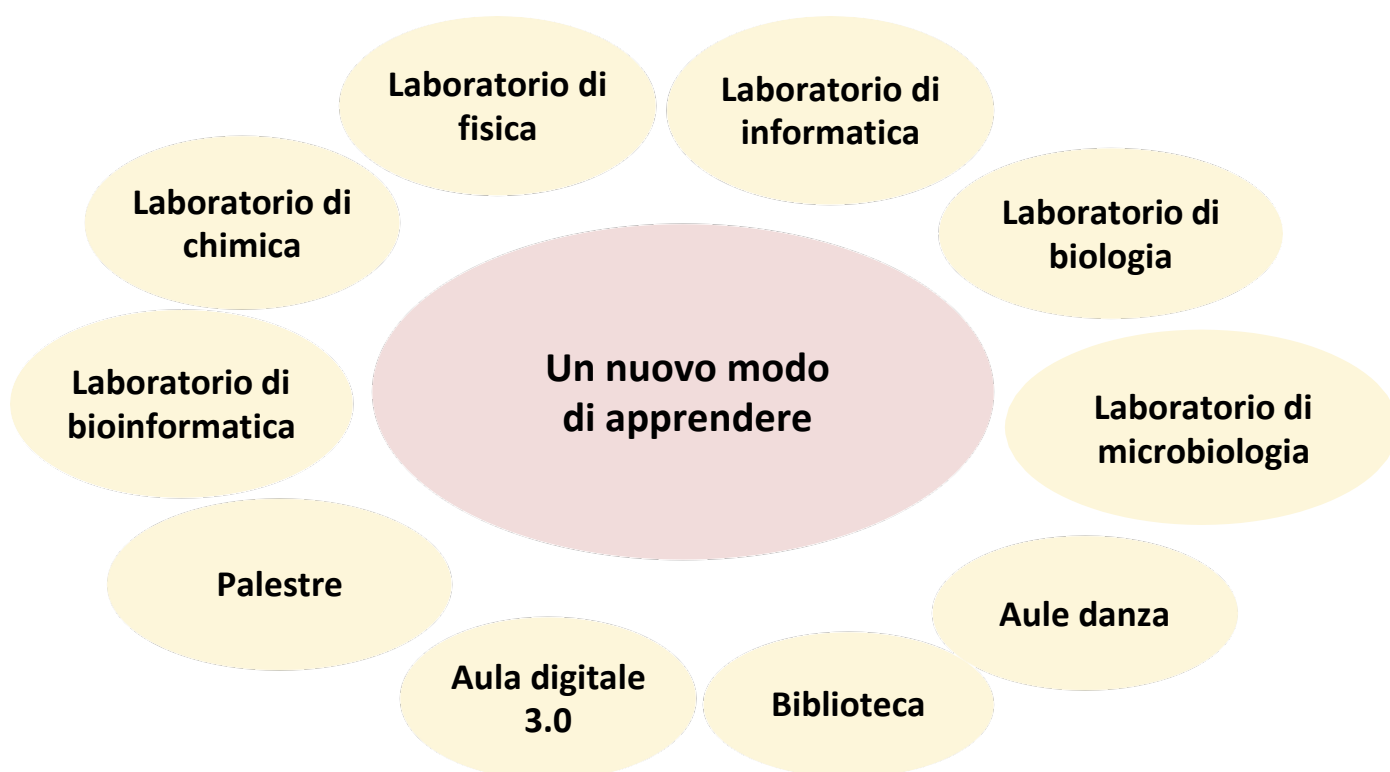 Laboratorio di
fisica
Laboratorio di
informatica
Laboratorio di
chimica
Laboratorio di
biologia
Un nuovo modo
di apprendere
Laboratorio di
bioinformatica
Laboratorio di
microbiologia
Palestre
Aule danza
Aula digitale
3.0
Biblioteca